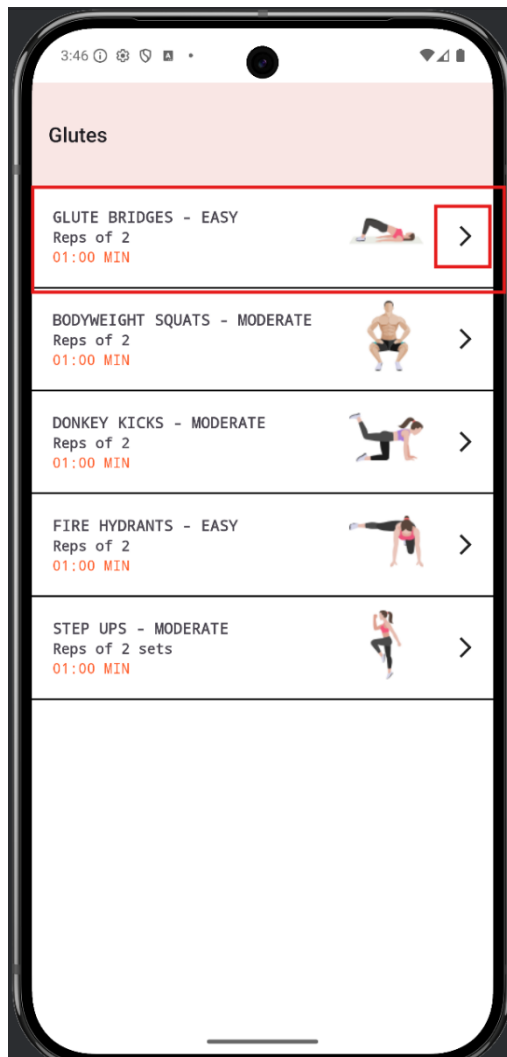 3:46
Glutes
GLUTE BRIDGES - EASY
Reps of 2
01:00 MIN
BODYWEIGHT SQUATS - MODERATE
Reps of 2
01:00 MIN
DONKEY KICKS - MODERATE
Reps of 2
01:00 MIN
FIRE HYDRANTS - EASY
Reps of 2
01:00 MIN
STEP UPS - MODERATE
Reps of 2 sets
01:00 MIN